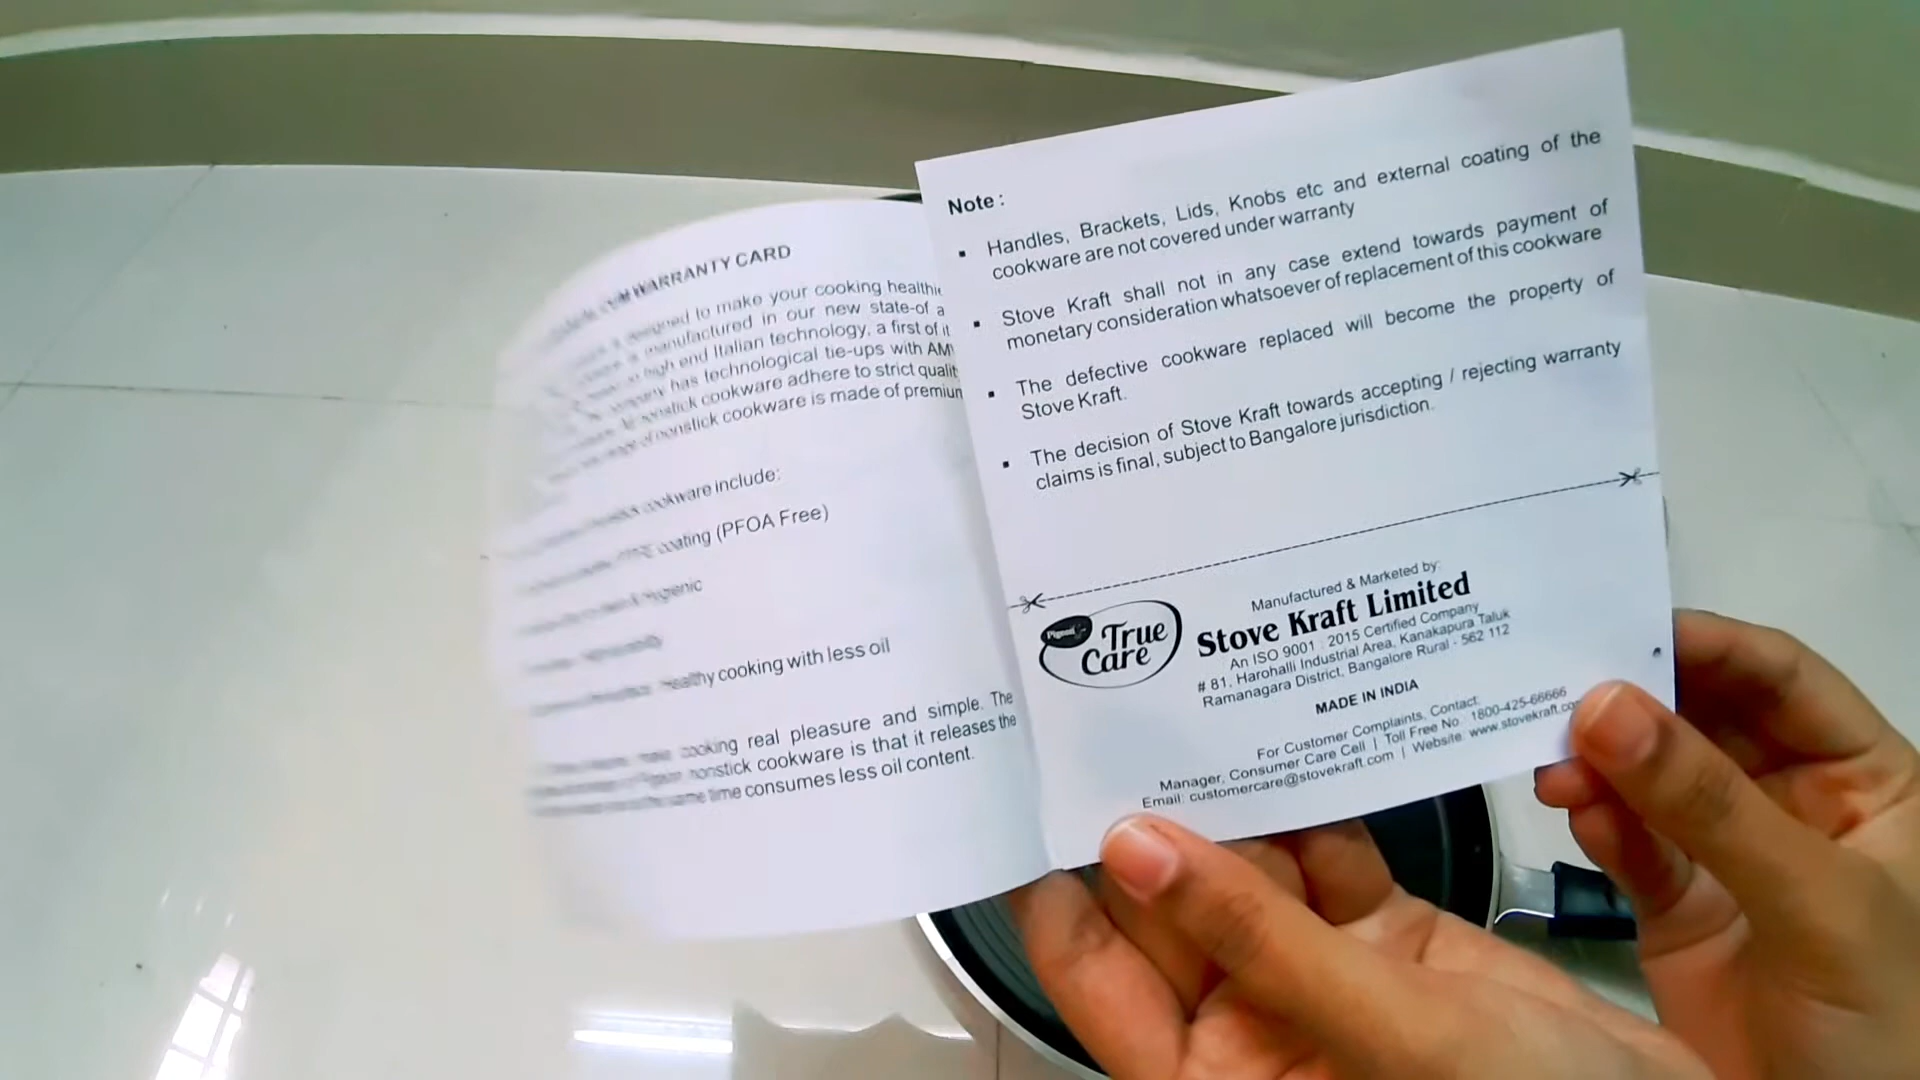 WARRANTY CARD
designed to make your cooking healthie
manufactured in our new state-of a
high end Italian technology, a first of it
has technological tie-ups with AM
nonstick cookware adhere to strict qualit
nonstick cookware is made of premium
cookware include:
coating (PFOA Free)
Hygienic
healthy cooking with less oil
make cooking real pleasure and simple. The
nonstick cookware is that it releases the
same time consumes less oil content.
Note :
▪ Handles, Brackets, Lids, Knobs etc and external coating of the
cookware are not covered under warranty
▪ Stove Kraft shall not in any case extend towards payment of
monetary consideration whatsoever of replacement of this cookware
▪ The defective cookware replaced will become the property of
Stove Kraft.
▪ The decision of Stove Kraft towards accepting / rejecting warranty
claims is final, subject to Bangalore jurisdiction.
Pigeon
True
Care
Manufactured & Marketed by:
Stove Kraft Limited
An ISO 9001 : 2015 Certified Company
# 81, Harohalli Industrial Area, Kanakapura Taluk
Ramanagara District, Bangalore Rural - 562 112
MADE IN INDIA
For Customer Complaints, Contact:
Manager, Consumer Care Cell | Toll Free No : 1800-425-66666
Email: customercare@stovekraft.com | Website: www.stovekraft.co